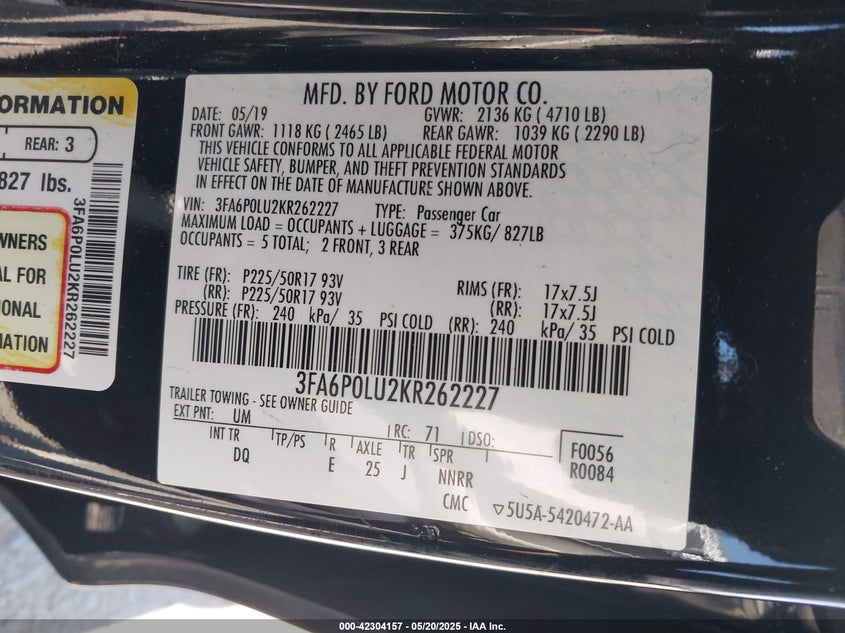 ORMATION
REAR: 3
827 lbs.
3FA6P0LU2KR262227
WNERS
AL FOR
IONAL
MATION
MFD. BY FORD MOTOR CO.
DATE: 05/19 GVWR: 2136 KG ( 4710 LB)
FRONT GAWR: 1118 KG ( 2465 LB) REAR GAWR: 1039 KG ( 2290 LB)
THIS VEHICLE CONFORMS TO ALL APPLICABLE FEDERAL MOTOR
VEHICLE SAFETY, BUMPER, AND THEFT PREVENTION STANDARDS
IN EFFECT ON THE DATE OF MANUFACTURE SHOWN ABOVE.
VIN: 3FA6P0LU2KR262227 TYPE: Passenger Car
MAXIMUM LOAD = OCCUPANTS + LUGGAGE = 375KG/ 827LB
OCCUPANTS = 5 TOTAL; 2 FRONT, 3 REAR
TIRE (FR): P225/50R17 93V RIMS (FR): 17x7.5J
(RR): P225/50R17 93V (RR): 17x7.5J
PRESSURE (FR): 240 kPa/ 35 PSI COLD (RR): 240 kPa/ 35 PSI COLD
3FA6P0LU2KR262227
TRAILER TOWING - SEE OWNER GUIDE
EXT PNT: UM RC: 71 DSO:
INT TR TP/PS R AXLE TR SPR F0056
DQ E 25 J NNRR R0084
CMC ▽5U5A-5420472-AA
000-42304157 — 05/20/2025 — IAA Inc.